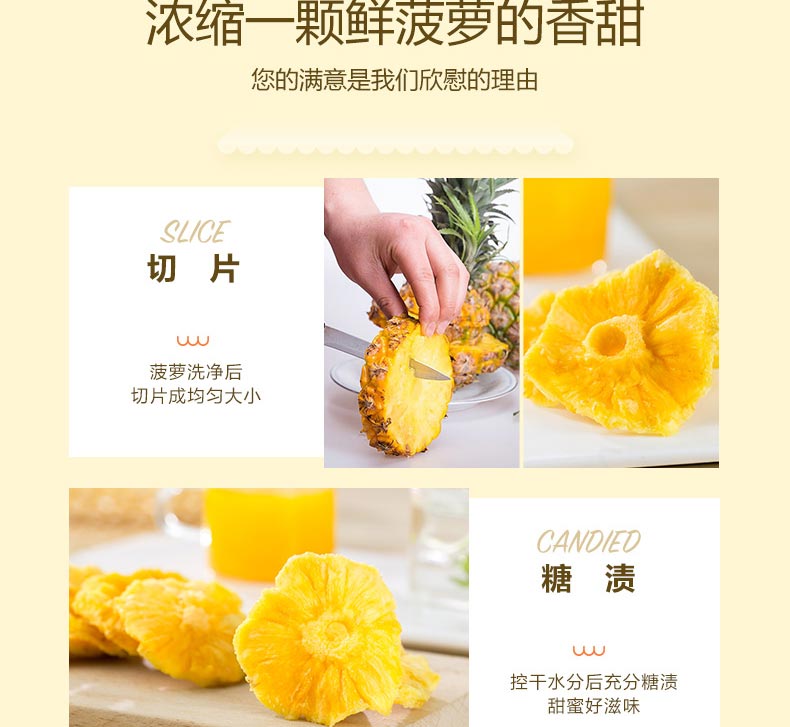 浓缩一颗鲜菠萝的香甜
您的满意是我们欣慰的理由
SLICE
切 片
菠萝洗净后
切片成均匀大小
CANDIED
糖 渍
控干水分后充分糖渍
甜蜜好滋味